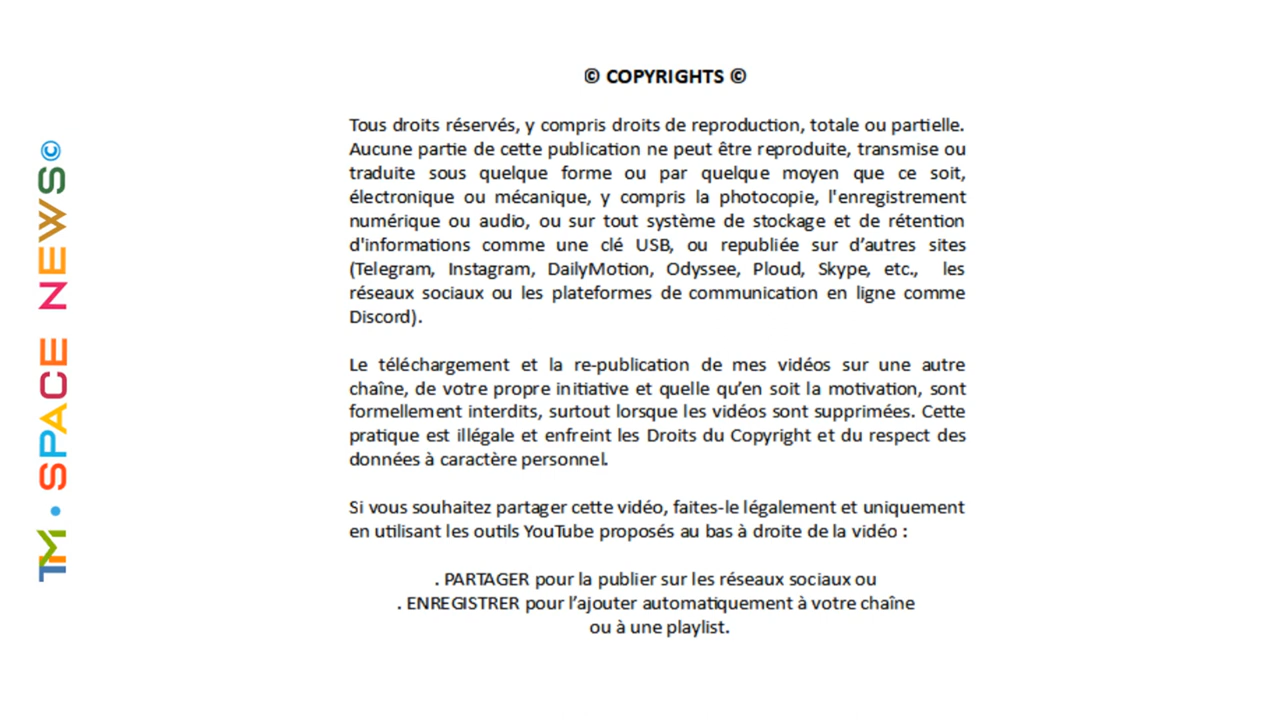 © COPYRIGHTS ©
Tous droits réservés, y compris droits de reproduction, totale ou partielle.
Aucune partie de cette publication ne peut être reproduite, transmise ou
traduite sous quelque forme ou par quelque moyen que ce soit,
électronique ou mécanique, y compris la photocopie, l'enregistrement
numérique ou audio, ou sur tout système de stockage et de rétention
d'informations comme une clé USB, ou republiée sur d’autres sites
(Telegram, Instagram, DailyMotion, Odyssee, Ploud, Skype, etc., les
réseaux sociaux ou les plateformes de communication en ligne comme
Discord).
Le téléchargement et la re-publication de mes vidéos sur une autre
chaîne, de votre propre initiative et quelle qu’en soit la motivation, sont
formellement interdits, surtout lorsque les vidéos sont supprimées. Cette
pratique est illégale et enfreint les Droits du Copyright et du respect des
données à caractère personnel.
Si vous souhaitez partager cette vidéo, faites-le légalement et uniquement
en utilisant les outils YouTube proposés au bas à droite de la vidéo :
. PARTAGER pour la publier sur les réseaux sociaux ou
. ENREGISTRER pour l’ajouter automatiquement à votre chaîne
ou à une playlist.
TM • SPACE NEWS©